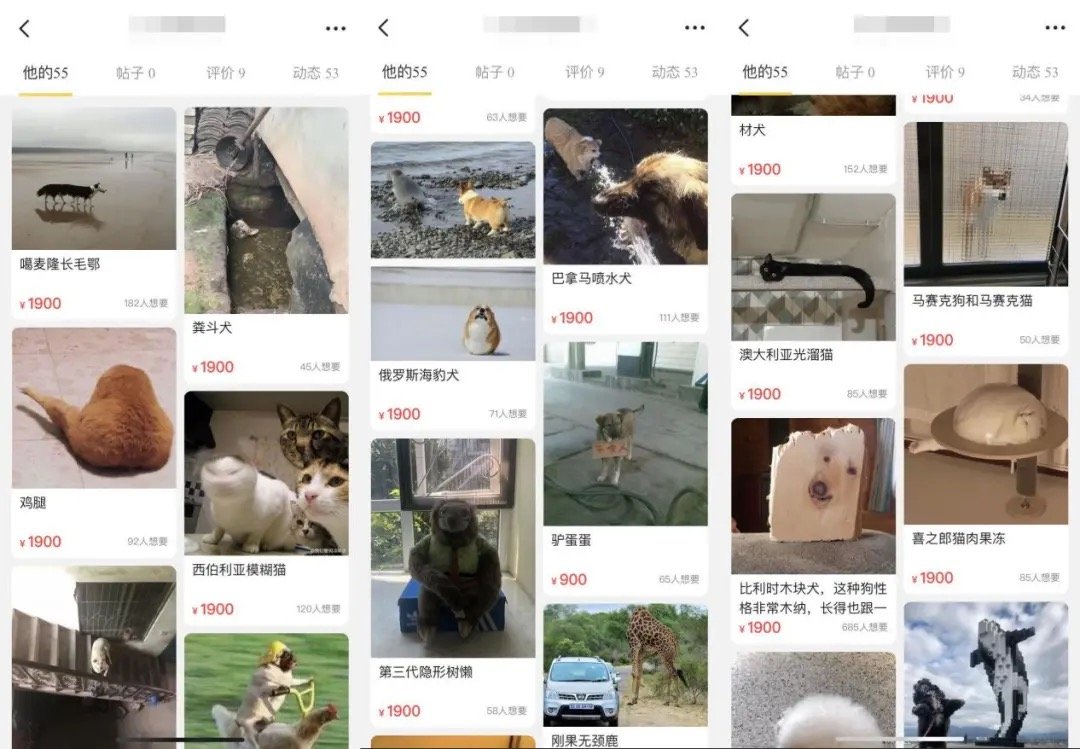 他的55 帖子 0 评价 9 动态 53
噶麦隆长毛鄂
¥1900 182人想要
鸡腿
¥1900 92人想要
粪斗犬
¥1900 45人想要
西伯利亚模糊猫
¥1900 120人想要
他的55 帖子 0 评价 9 动态 53
¥1900 63人想要
俄罗斯海豹犬
¥1900 71人想要
第三代隐形树懒
¥1900 58人想要
巴拿马喷水犬
¥1900 111人想要
驴蛋蛋
¥900 65人想要
刚果无颈鹿
他的55 帖子 0 评价 9 动态 53
材犬
¥1900 152人想要
澳大利亚光溜猫
¥1900 85人想要
比利时木块犬，这种狗性
格非常木纳，长得也跟一
¥1900 685人想要
¥1900 34人想要
马赛克狗和马赛克猫
¥1900 50人想要
喜之郎猫肉果冻
¥1900 85人想要